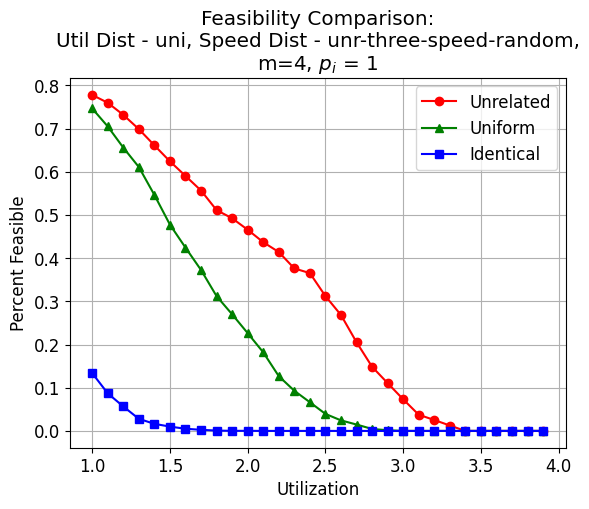 Feasibility Comparison:
Util Dist - uni, Speed Dist - unr-three-speed-random,
m=4, pᵢ = 1
Unrelated
Uniform
Identical
Percent Feasible
0.8
0.7
0.6
0.5
0.4
0.3
0.2
0.1
0.0
1.0 1.5 2.0 2.5 3.0 3.5 4.0
Utilization